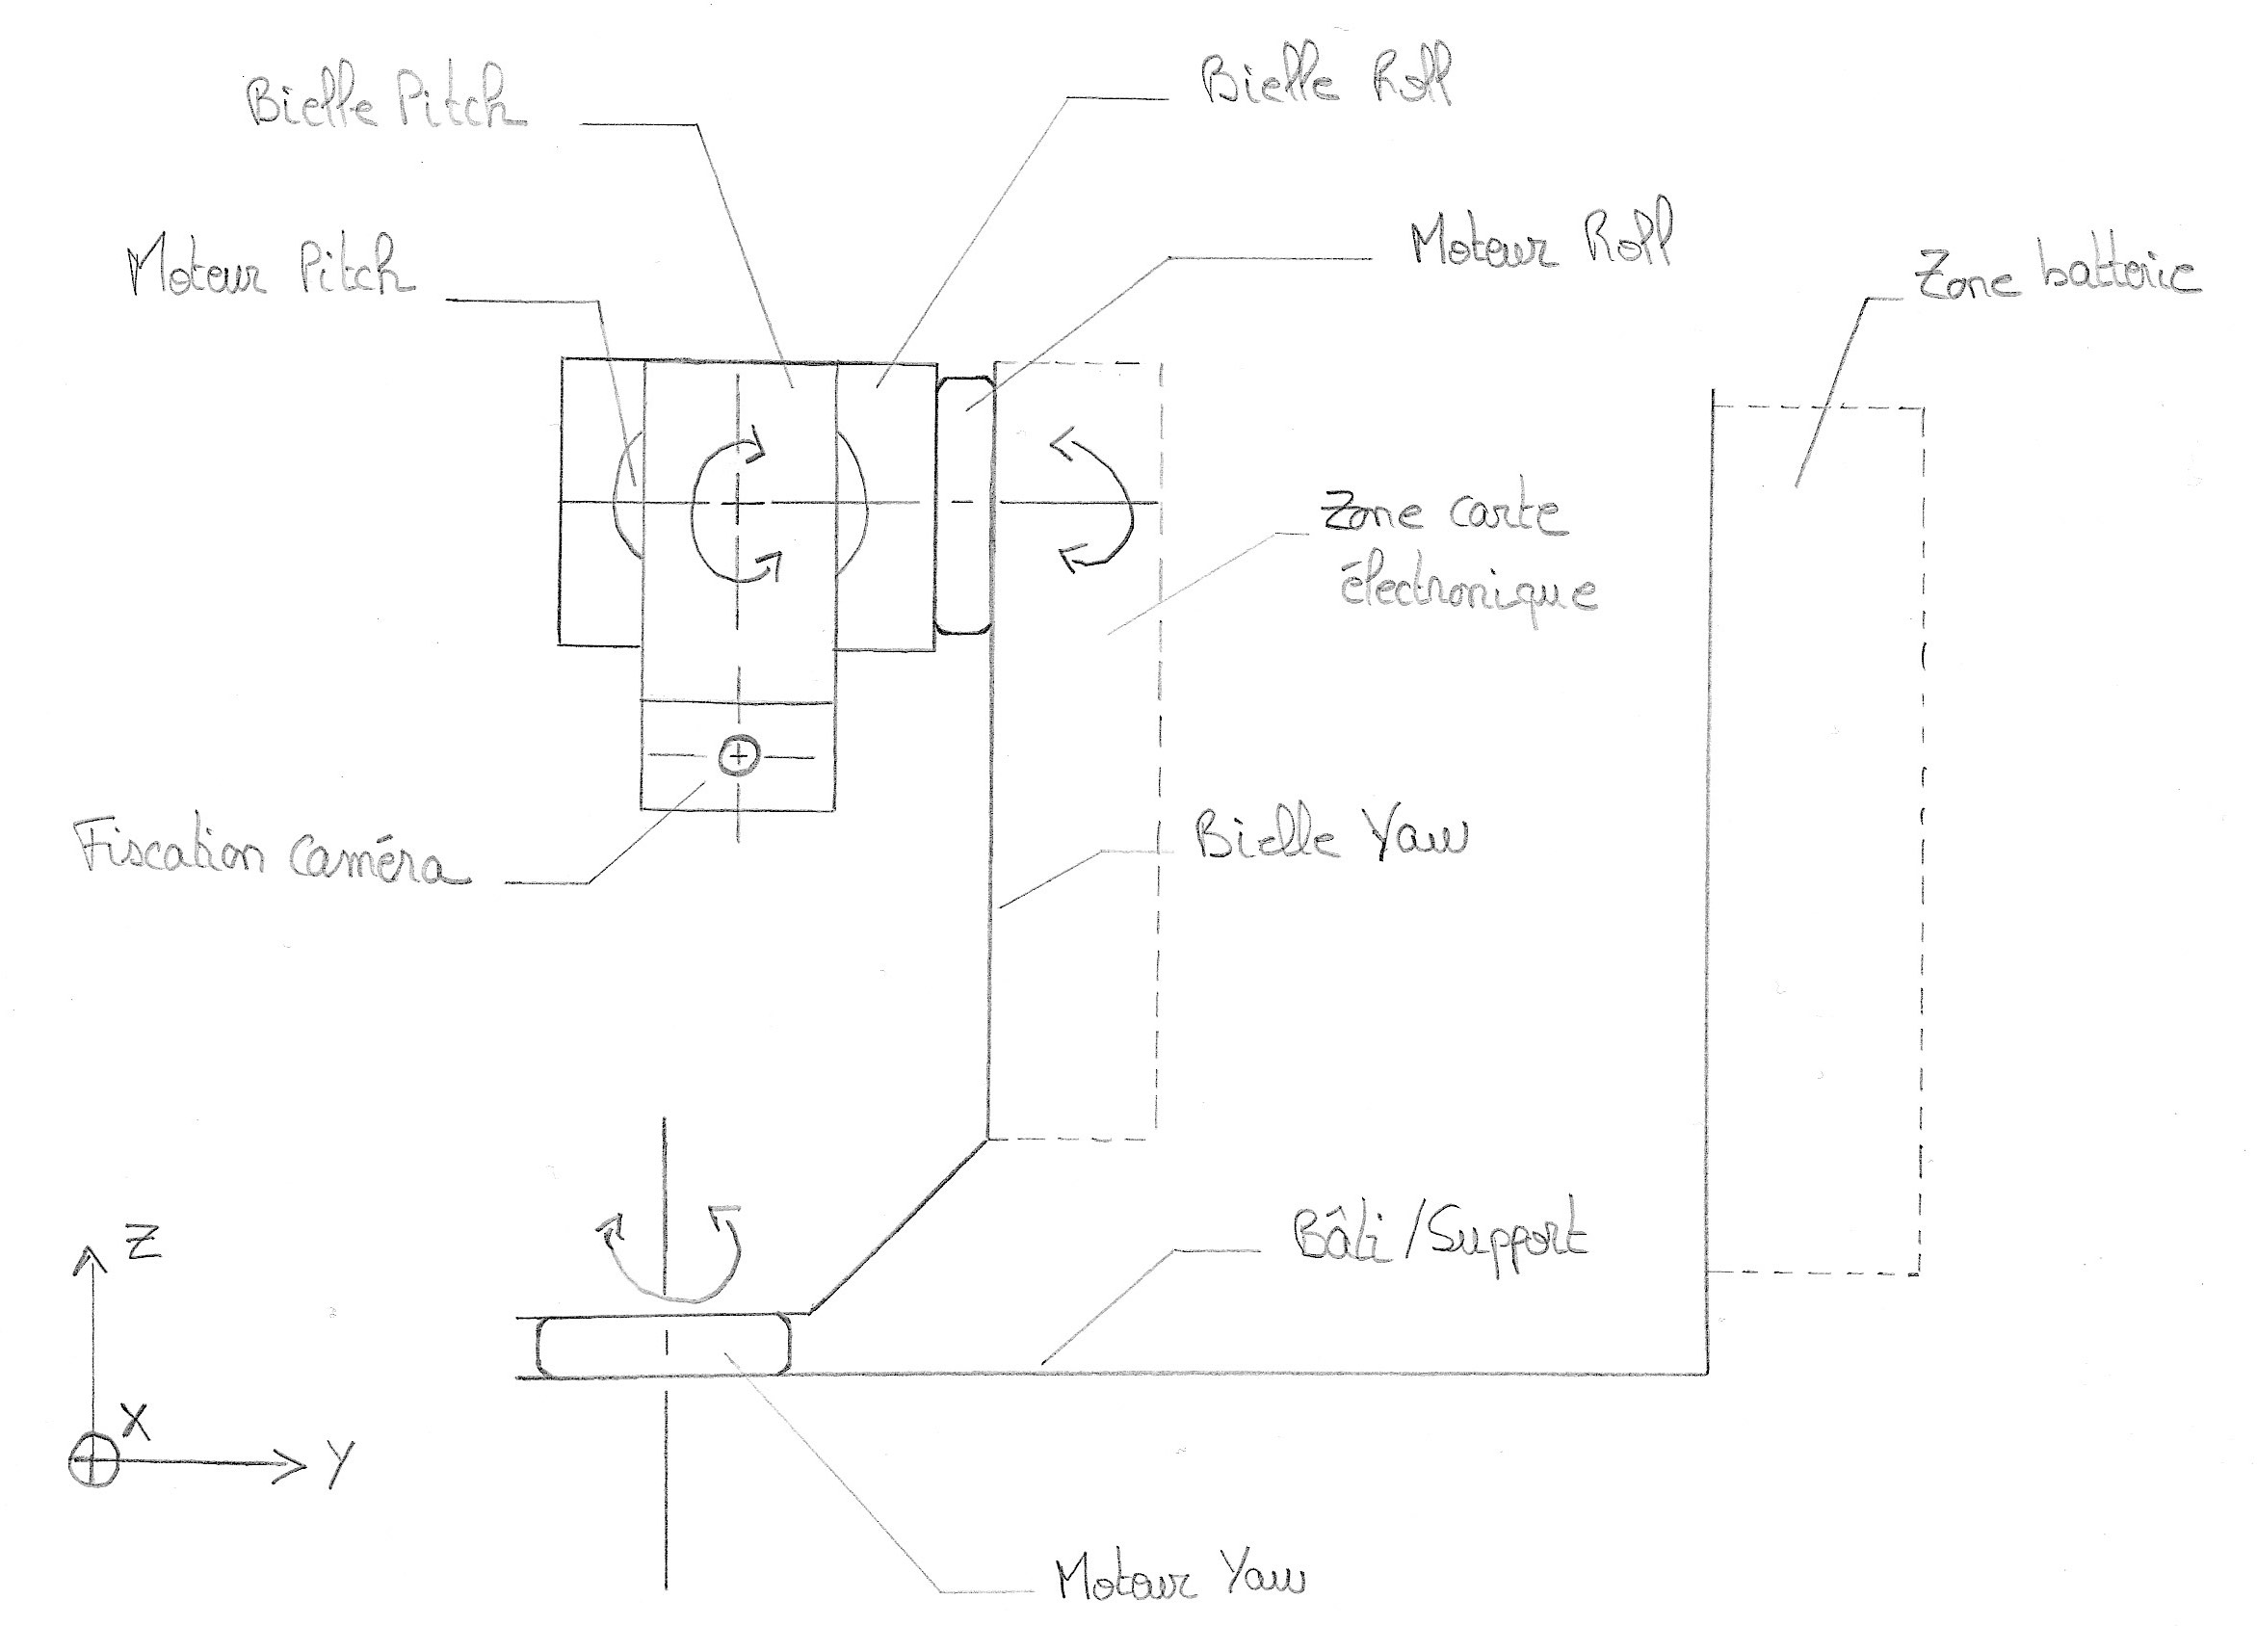 Bielle Pitch
Bielle Roll
Moteur Pitch
Moteur Roll
Zone batterie
Zone carte
électronique
Fixation caméra
Bielle Yaw
Bâti/Support
Z
X
Y
Moteur Yaw